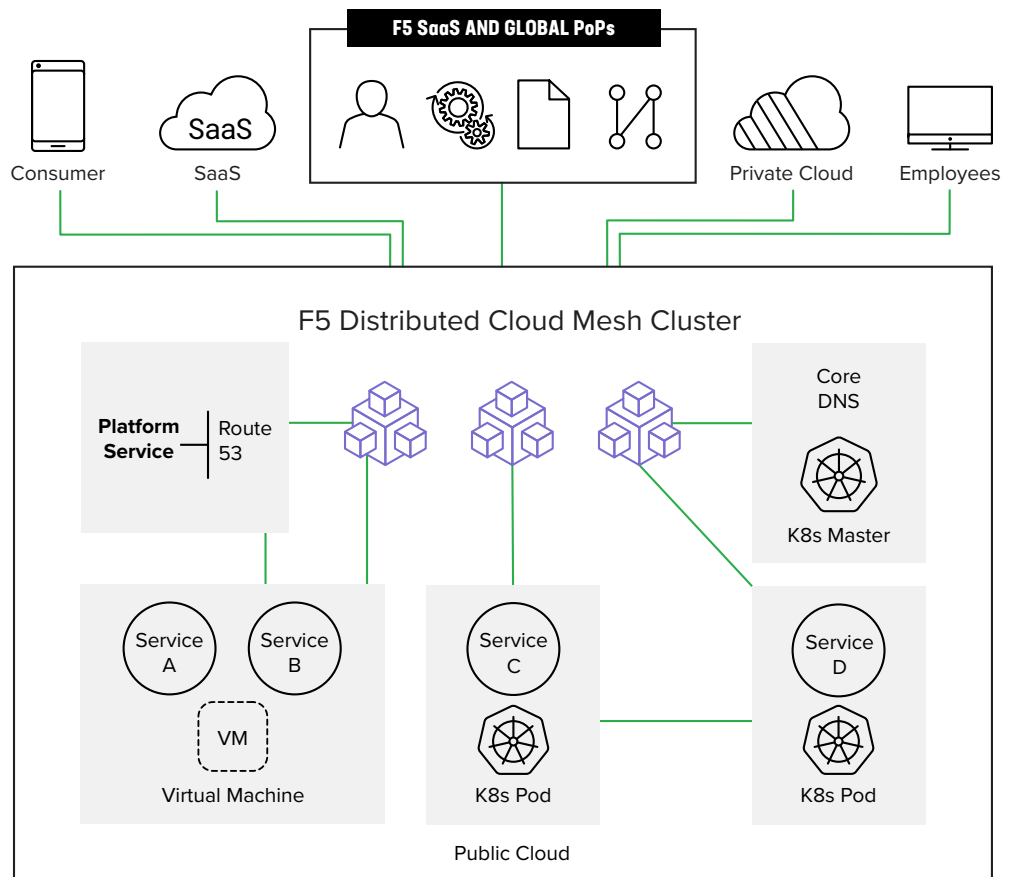 F5 SaaS AND GLOBAL PoPs
SaaS
Consumer
SaaS
Private Cloud
Employees
F5 Distributed Cloud Mesh Cluster
Platform
Service
Route
53
Core
DNS
K8s Master
Service
A
Service
B
VM
Virtual Machine
Service
C
K8s Pod
Service
D
K8s Pod
Public Cloud